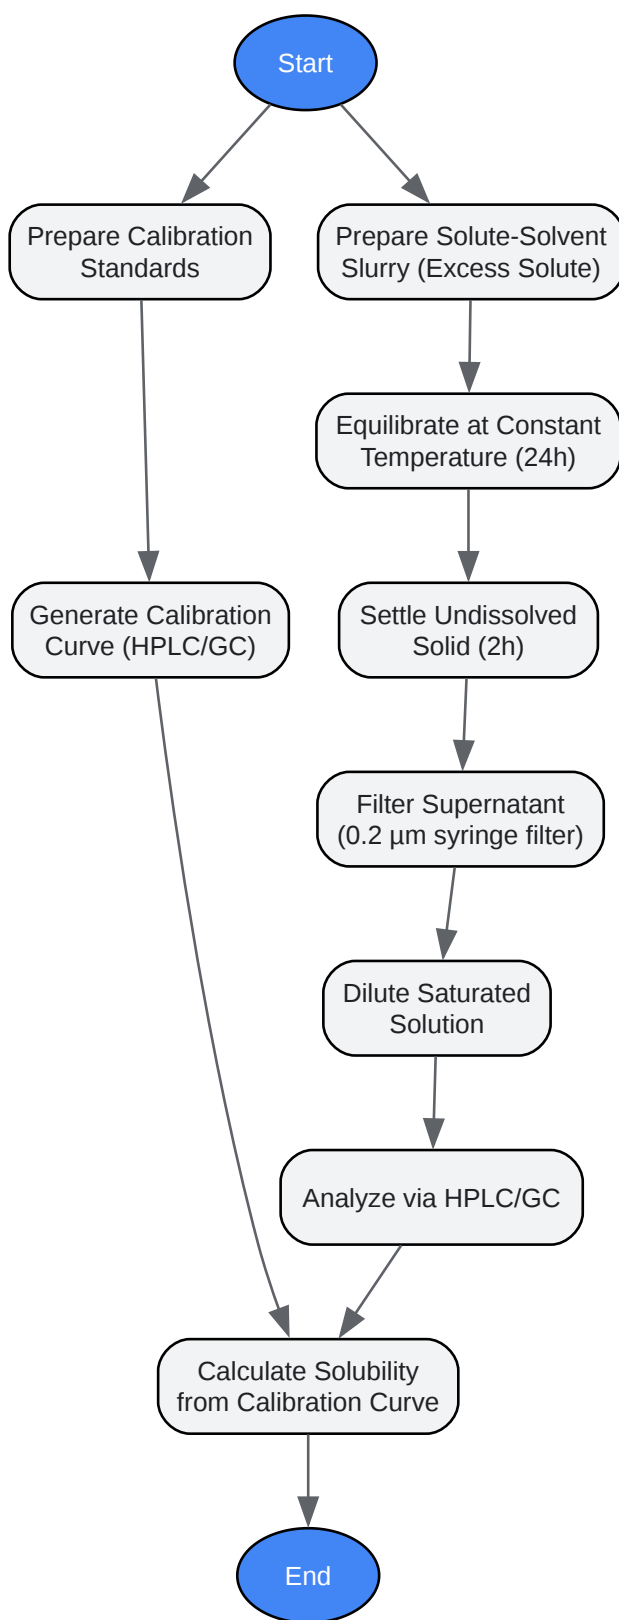 Start
Prepare Calibration
Standards
Prepare Solute-Solvent
Slurry (Excess Solute)
Equilibrate at Constant
Temperature (24h)
Generate Calibration
Curve (HPLC/GC)
Settle Undissolved
Solid (2h)
Filter Supernatant
(0.2 µm syringe filter)
Dilute Saturated
Solution
Analyze via HPLC/GC
Calculate Solubility
from Calibration Curve
End